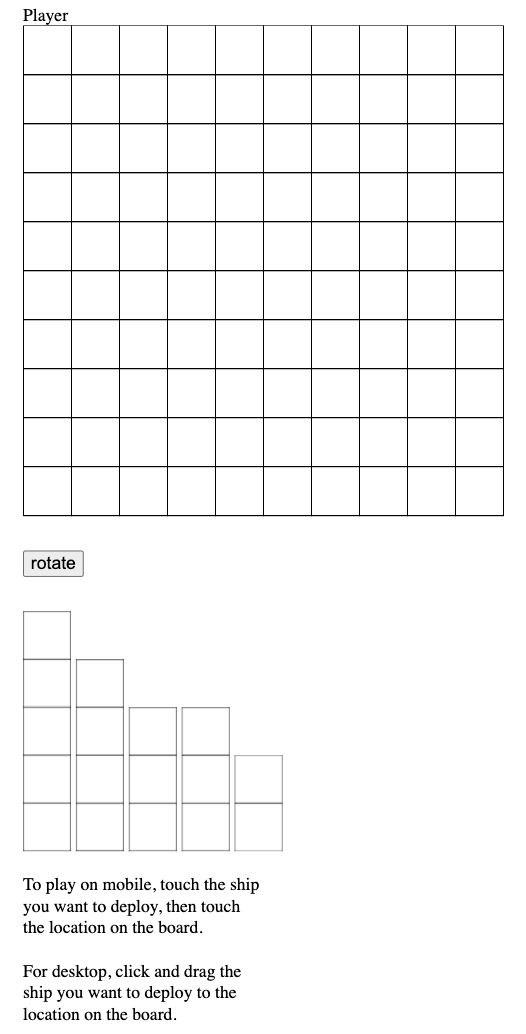 Player
rotate
To play on mobile, touch the ship
you want to deploy, then touch
the location on the board.
For desktop, click and drag the
ship you want to deploy to the
location on the board.